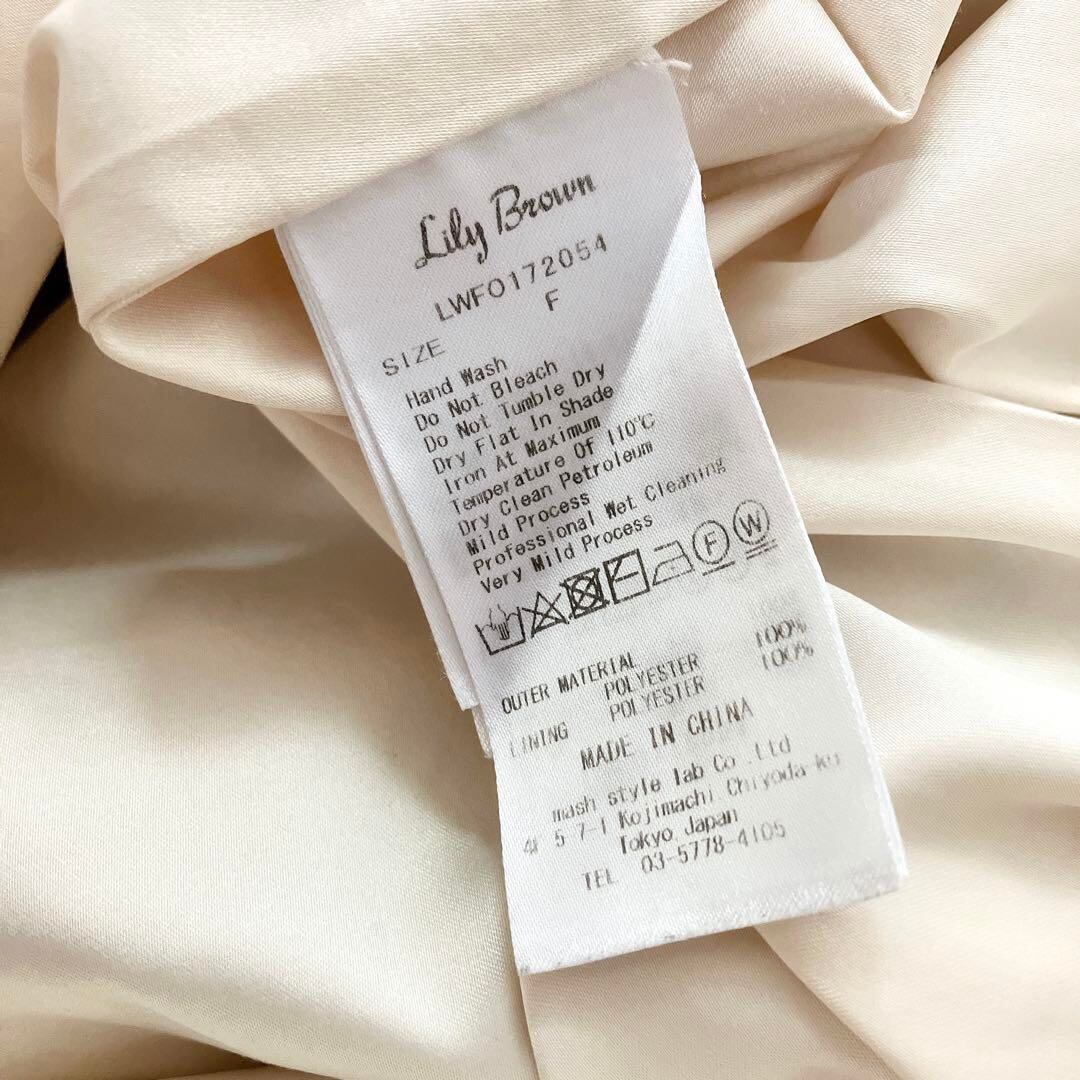 Lily Brown
LWFO172054
SIZE F
Hand Wash
Do Not Bleach
Do Not Tumble Dry
Dry Flat In Shade
Iron At Maximum
Temperature Of 110℃
Dry Clean Petroleum
Mild Process
Professional Wet Cleaning
Very Mild Process
F W
OUTER MATERIAL
POLYESTER 100%
LINING POLYESTER 100%
MADE IN CHINA
mash style lab Co.,Ltd
5-7-1 Kojimachi Chiyoda-ku
Tokyo.Japan
TEL 03-5778-4105